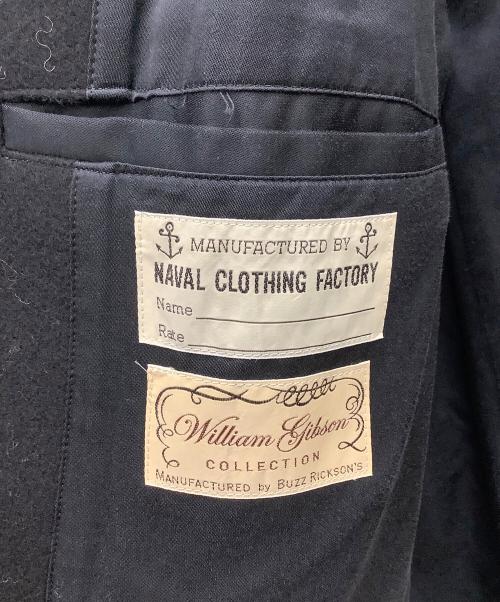 MANUFACTURED BY
NAVAL CLOTHING FACTORY
Name
Rate
William Gibson
COLLECTION
MANUFACTURED by BUZZ RICKSON'S